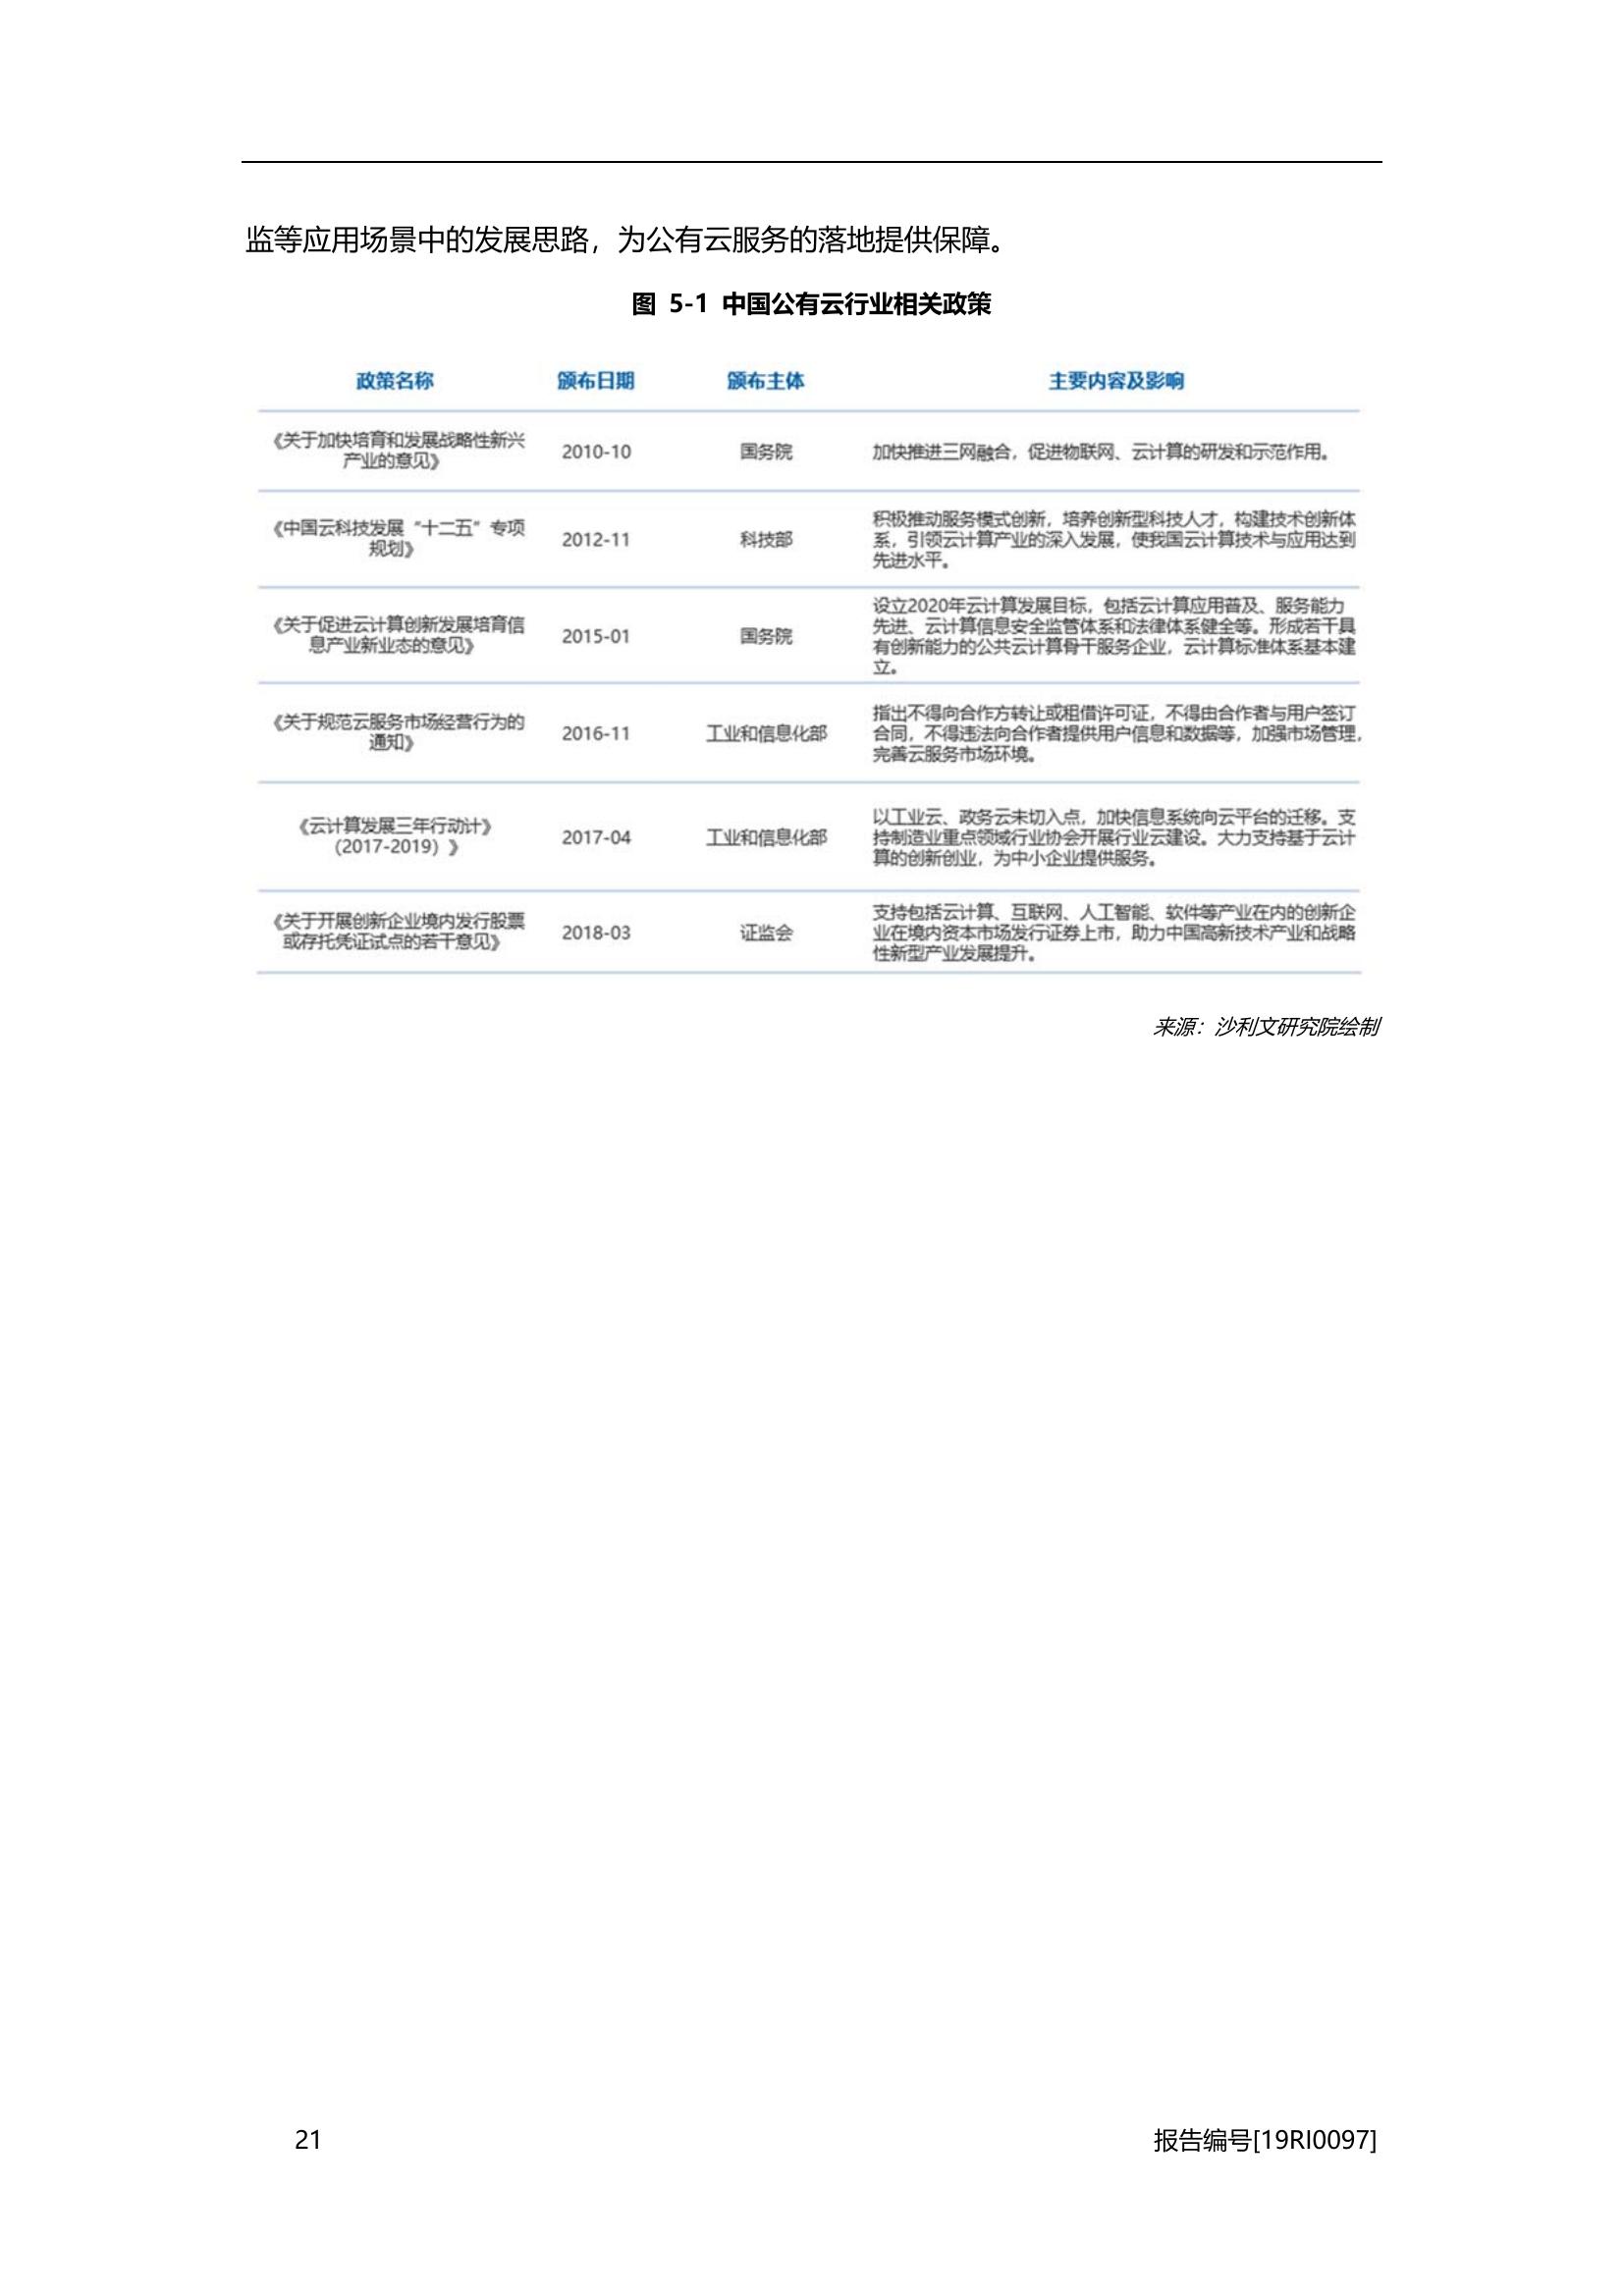 监等应用场景中的发展思路，为公有云服务的落地提供保障。
图 5-1 中国公有云行业相关政策
政策名称 颁布日期 颁布主体 主要内容及影响
《关于加快培育和发展战略性新兴
产业的意见》
2010-10
国务院
加快推进三网融合，促进物联网、云计算的研发和示范作用。
《中国云科技发展“十二五”专项
规划》
2012-11
科技部
积极推动服务模式创新，培养创新型科技人才，构建技术创新体
系，引领云计算产业的深入发展，使我国云计算技术与应用达到
先进水平。
《关于促进云计算创新发展培育信
息产业新业态的意见》
2015-01
国务院
设立2020年云计算发展目标，包括云计算应用普及、服务能力
先进、云计算信息安全监管体系和法律体系健全等。形成若干具
有创新能力的公共云计算骨干服务企业，云计算标准体系基本建
立。
《关于规范云服务市场经营行为的
通知》
2016-11
工业和信息化部
指出不得向合作方转让或租借许可证，不得由合作者与用户签订
合同，不得违法向合作者提供用户信息和数据等，加强市场管理，
完善云服务市场环境。
《云计算发展三年行动计》
（2017-2019）》
2017-04
工业和信息化部
以工业云、政务云未切入点，加快信息系统向云平台的迁移。支
持制造业重点领域行业协会开展行业云建设。大力支持基于云计
算的创新创业，为中小企业提供服务。
《关于开展创新企业境内发行股票
或存托凭证试点的若干意见》
2018-03
证监会
支持包括云计算、互联网、人工智能、软件等产业在内的创新企
业在境内资本市场发行证券上市，助力中国高新技术产业和战略
性新型产业发展提升。
来源：沙利文研究院绘制
21
报告编号[19RI0097]